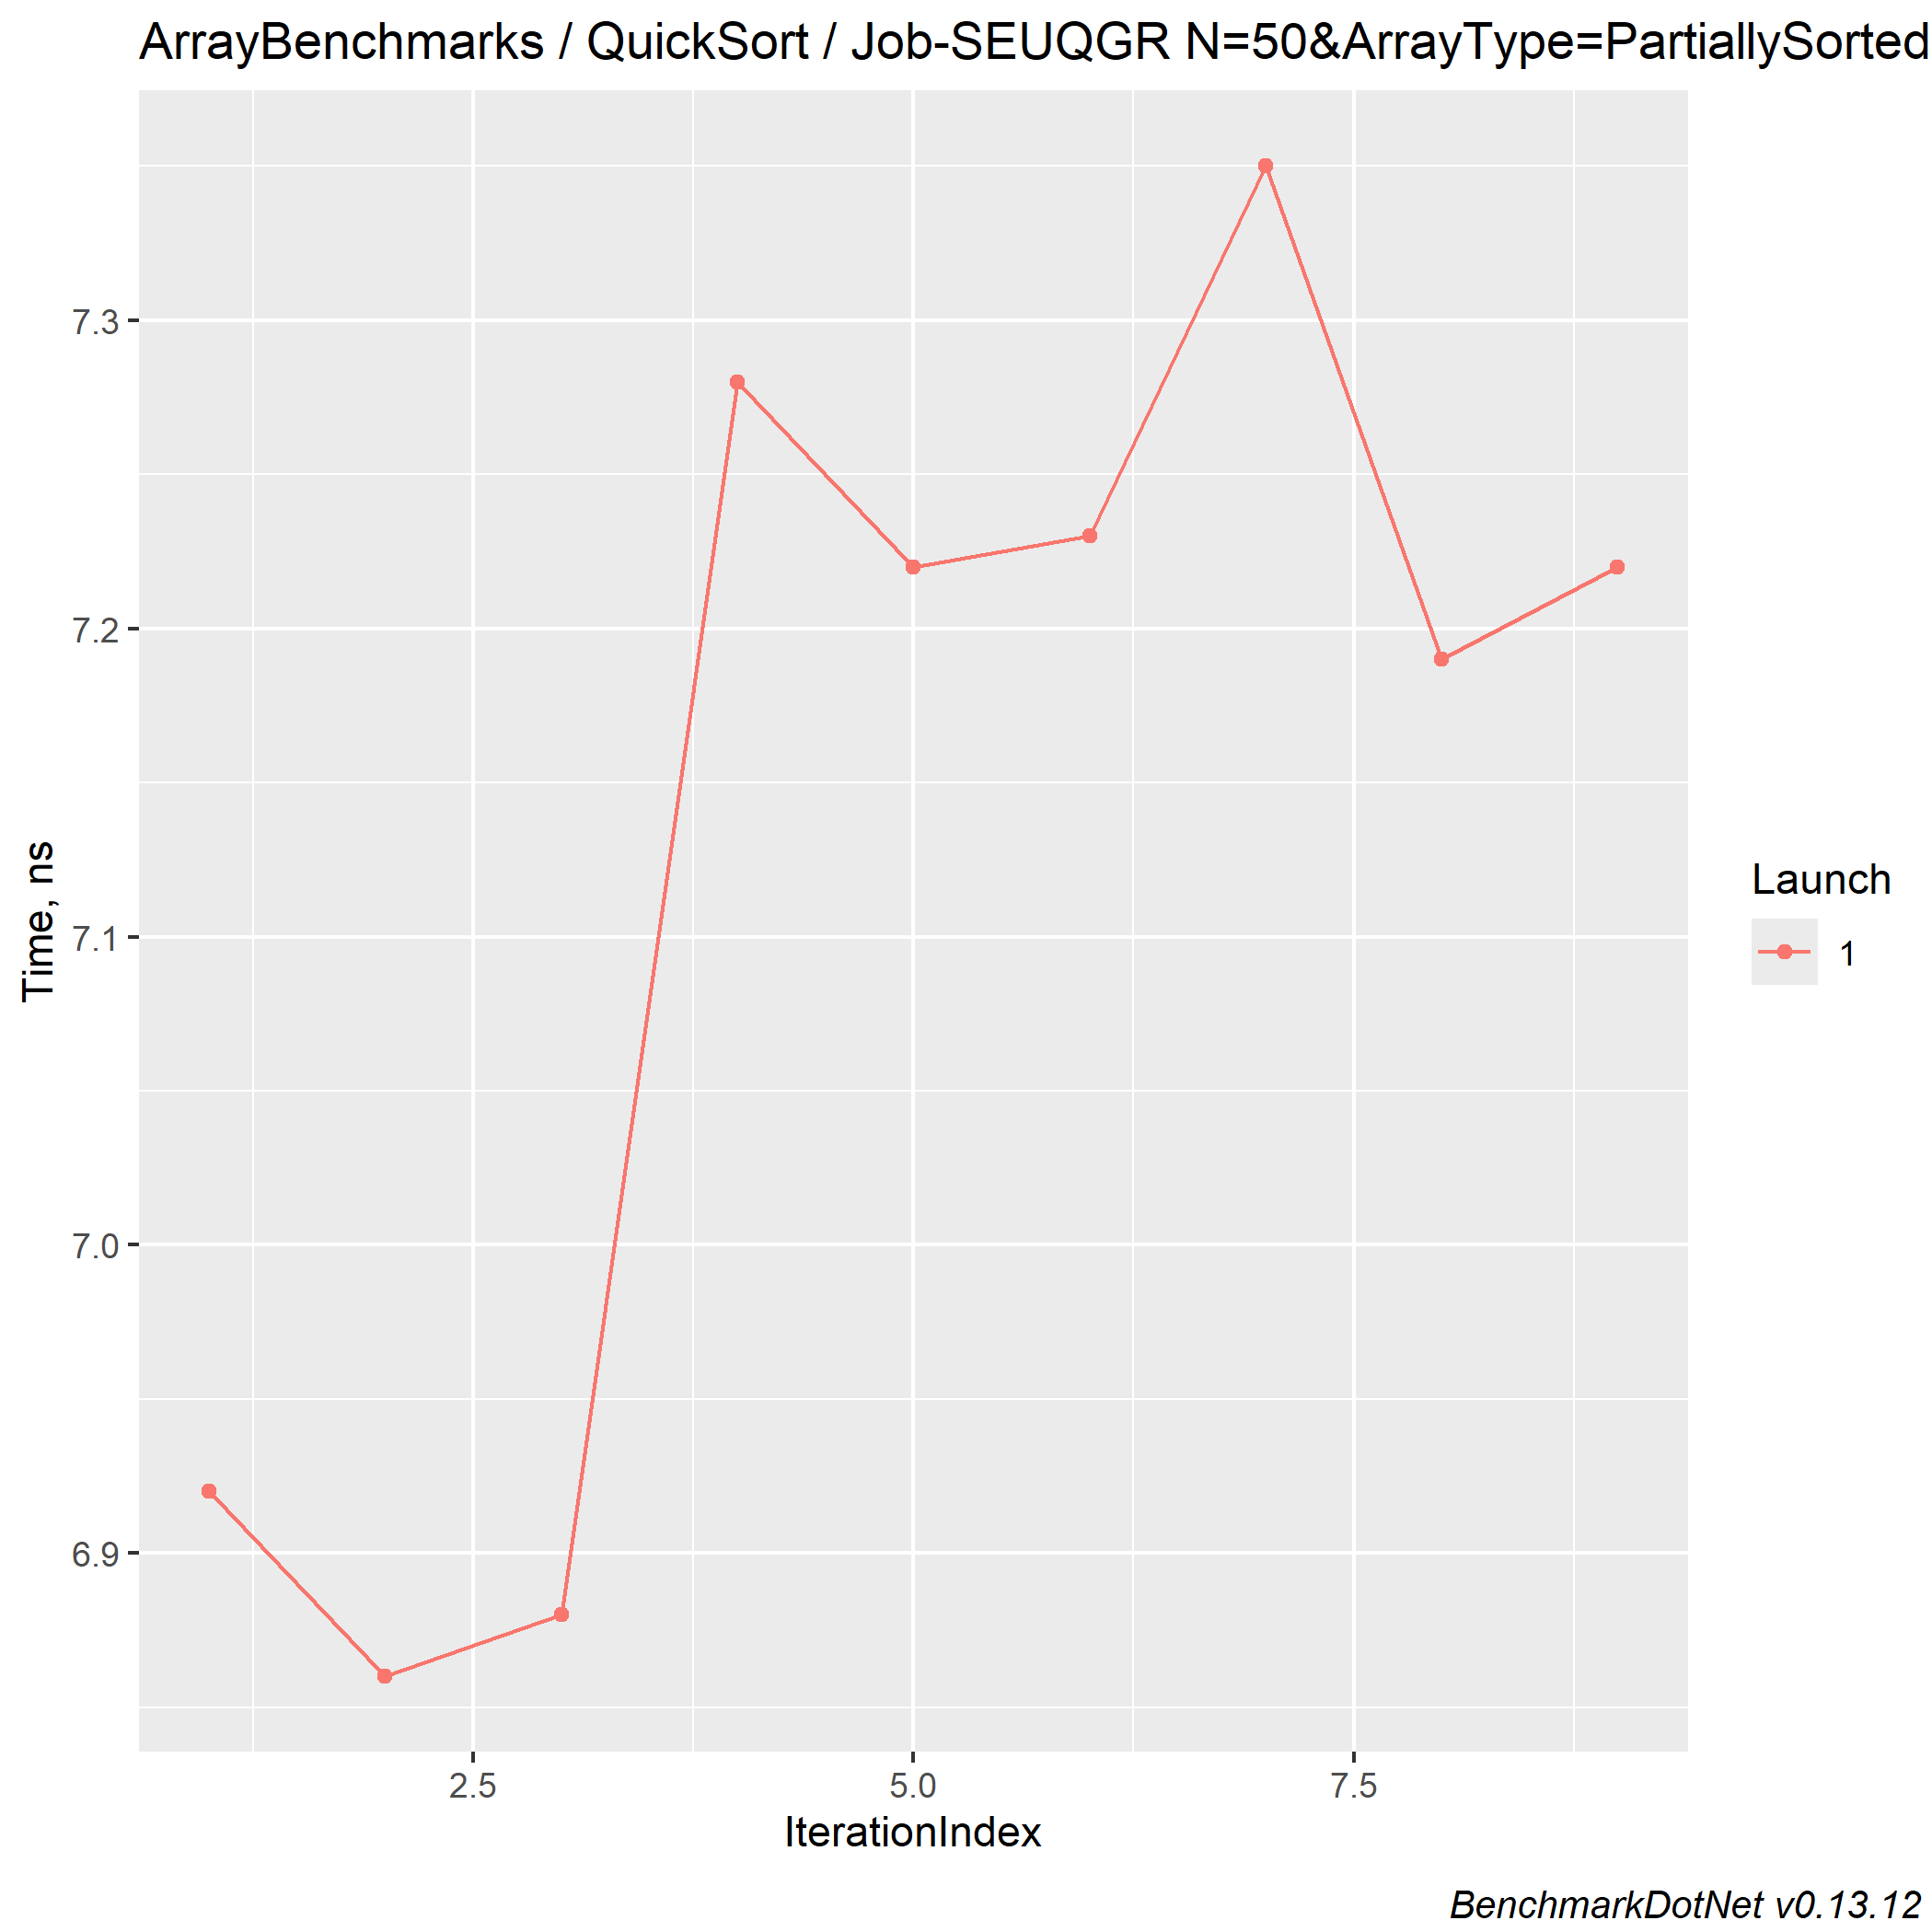 ArrayBenchmarks / QuickSort / Job-SEUQGR N=50&ArrayType=PartiallySorted
7.3
7.2
7.1
7.0
6.9
Time, ns
2.5 5.0 7.5
IterationIndex
Launch
1
BenchmarkDotNet v0.13.12